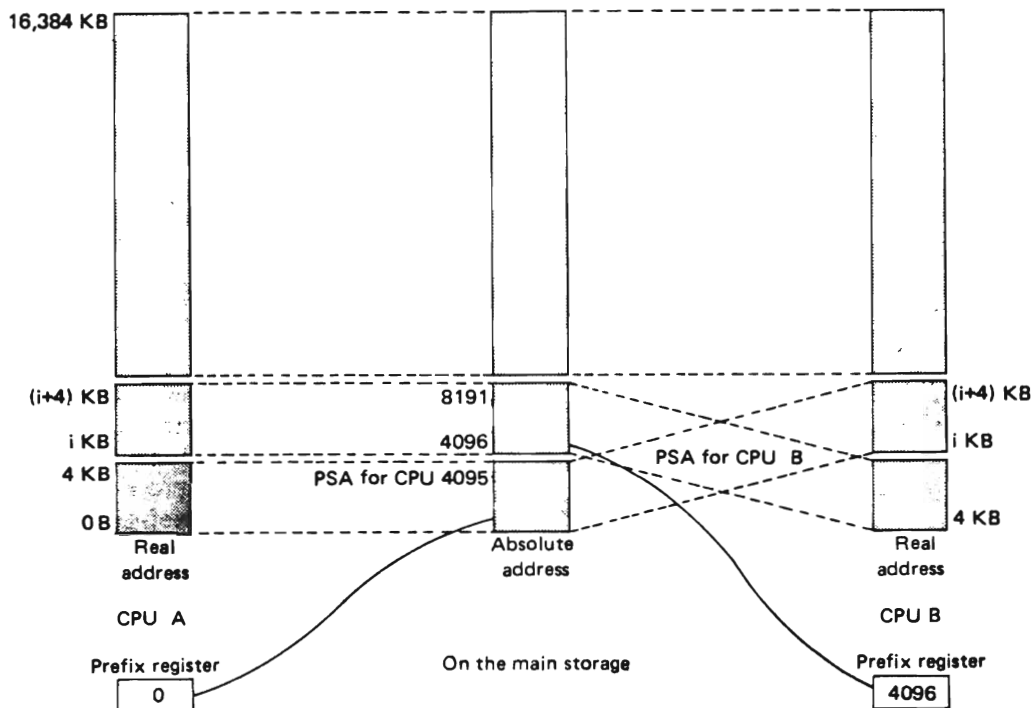 16,384 KB
(i+4) KB
8191
(i+4) KB
i KB
4096
i KB
PSA for CPU B
4 KB
PSA for CPU 4095
0 B
4 KB
Real
address
Absolute
address
Real
address
CPU A
CPU B
Prefix register
On the main storage
Prefix register
0
4096